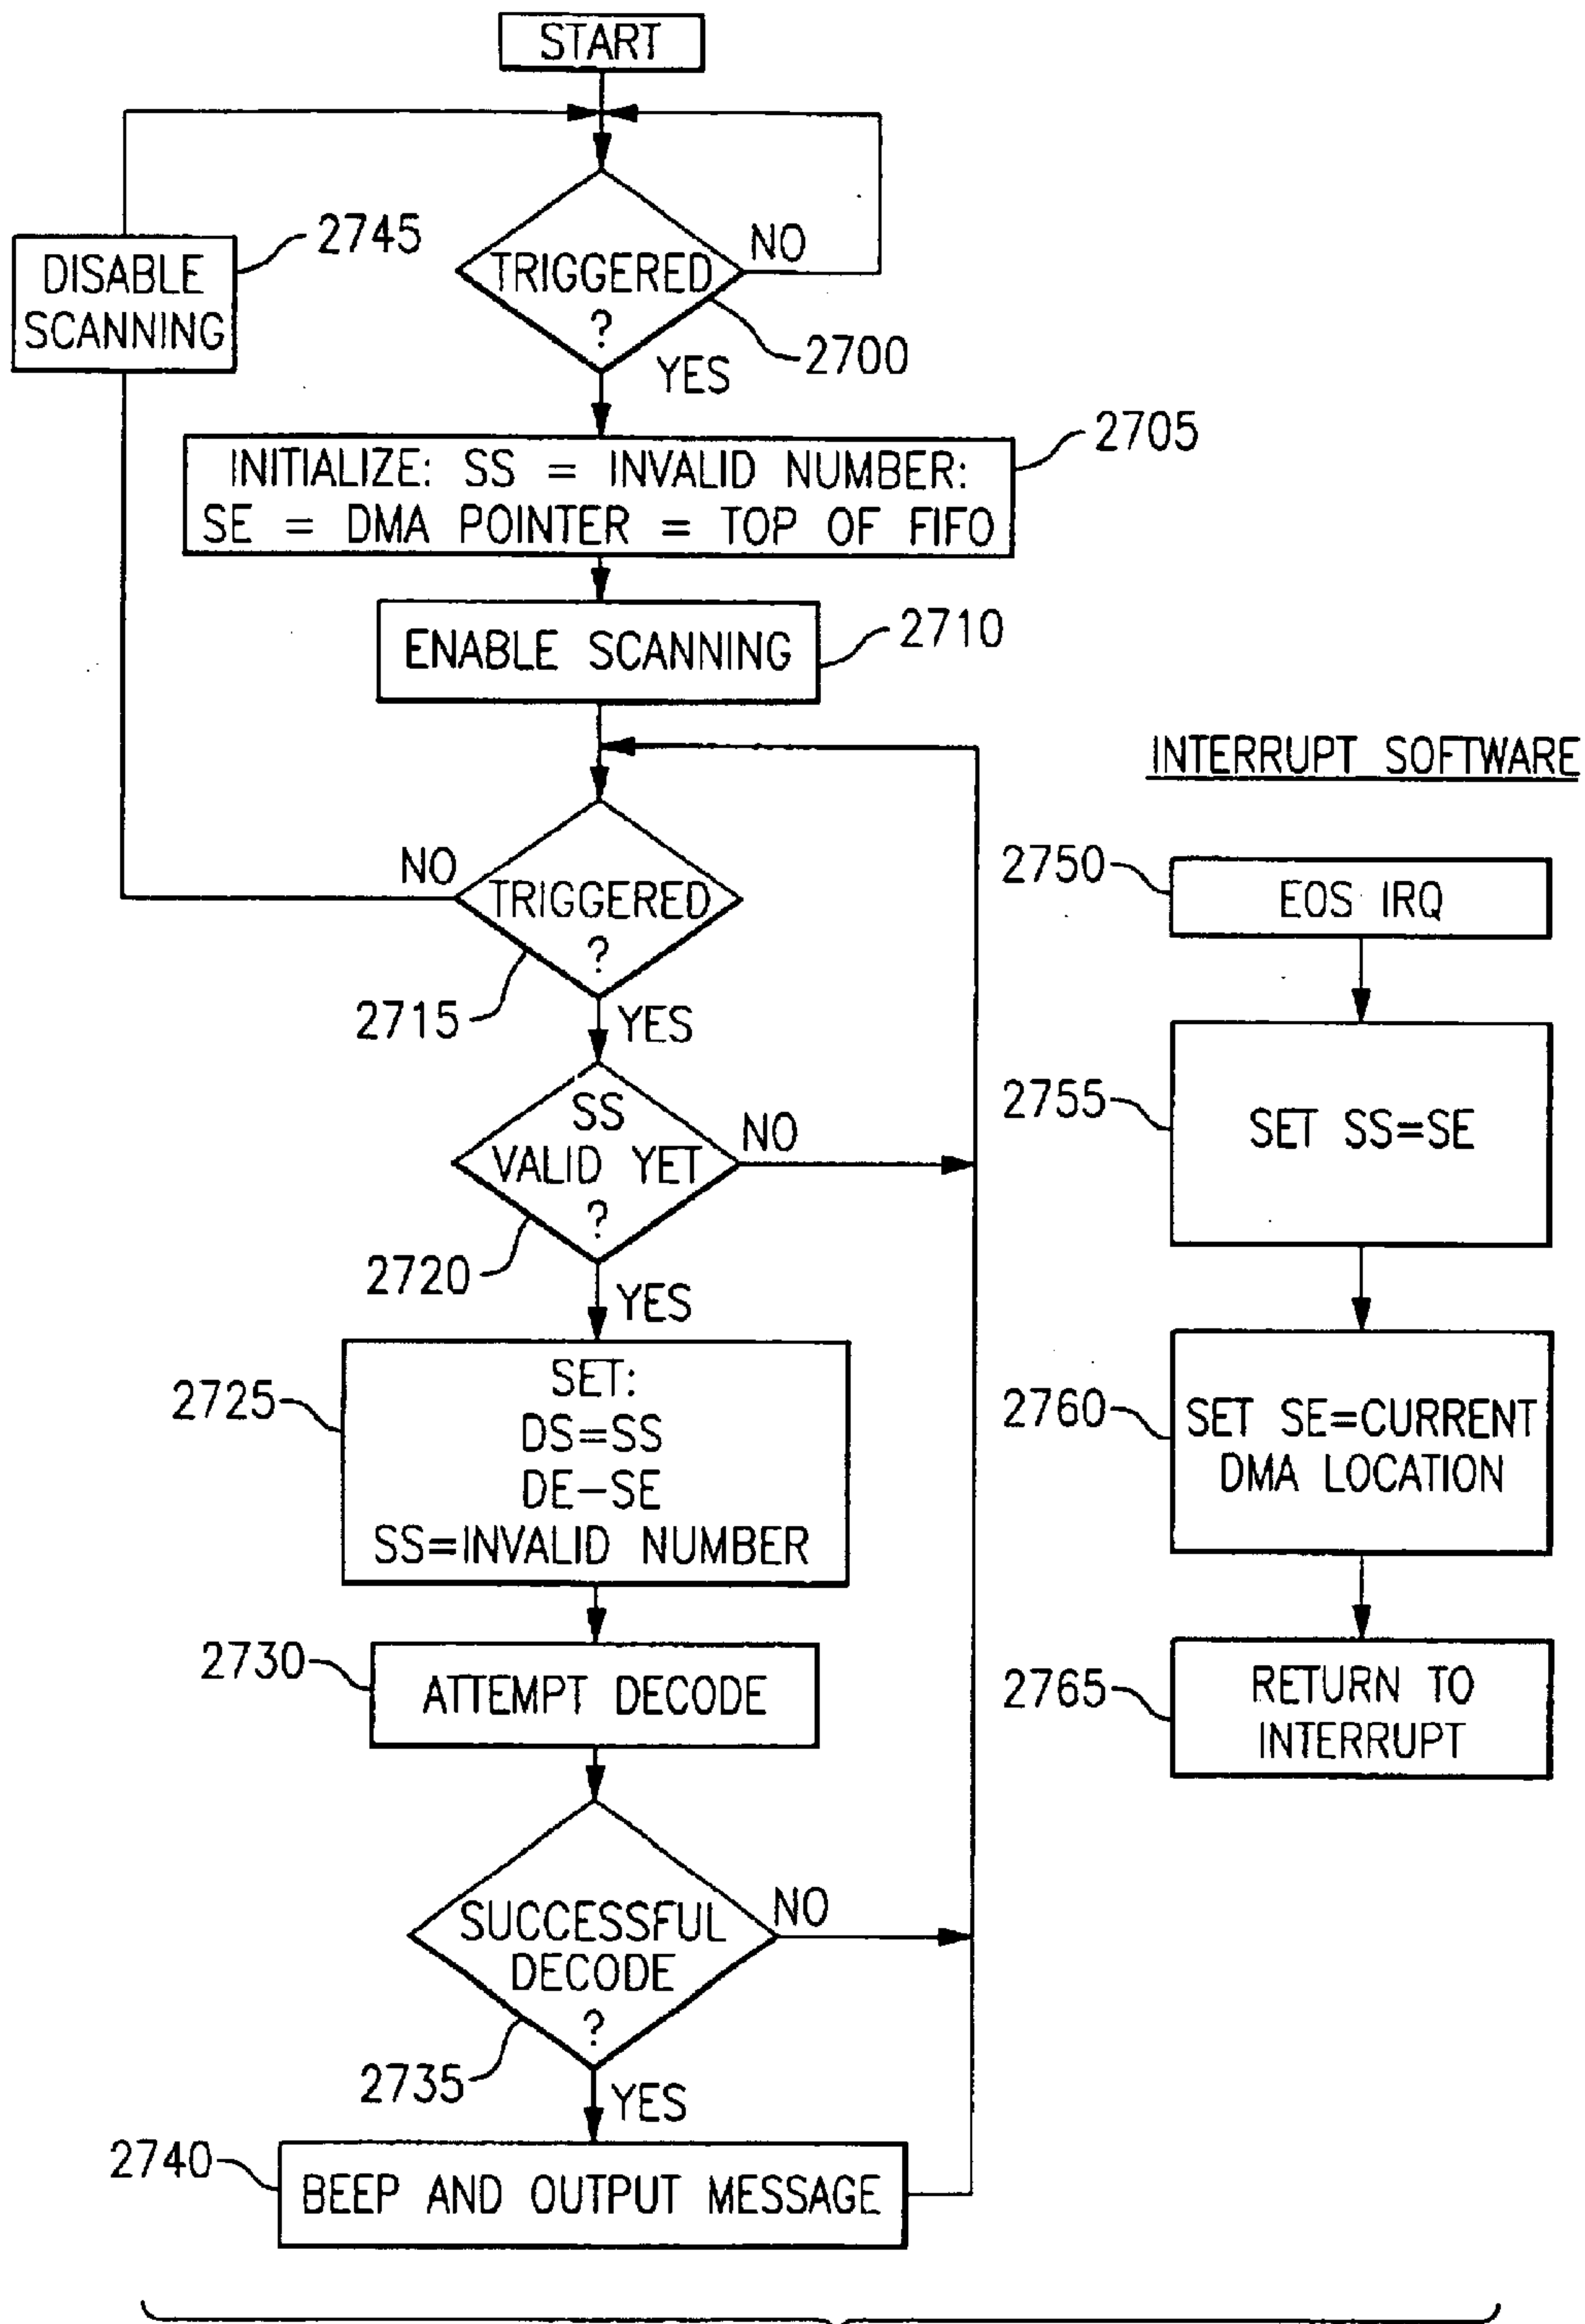 START
TRIGGERED
?
NO
YES
2700
2745
DISABLE
SCANNING
2705
INITIALIZE: SS = INVALID NUMBER:
SE = DMA POINTER = TOP OF FIFO
ENABLE SCANNING
2710
NO
TRIGGERED
?
2715
YES
SS
VALID YET
?
NO
2720
YES
2725
SET:
DS=SS
DE-SE
SS=INVALID NUMBER
2730
ATTEMPT DECODE
SUCCESSFUL
DECODE
?
NO
2735
YES
2740
BEEP AND OUTPUT MESSAGE
INTERRUPT SOFTWARE
2750
EOS IRQ
2755
SET SS=SE
2760
SET SE=CURRENT
DMA LOCATION
2765
RETURN TO
INTERRUPT